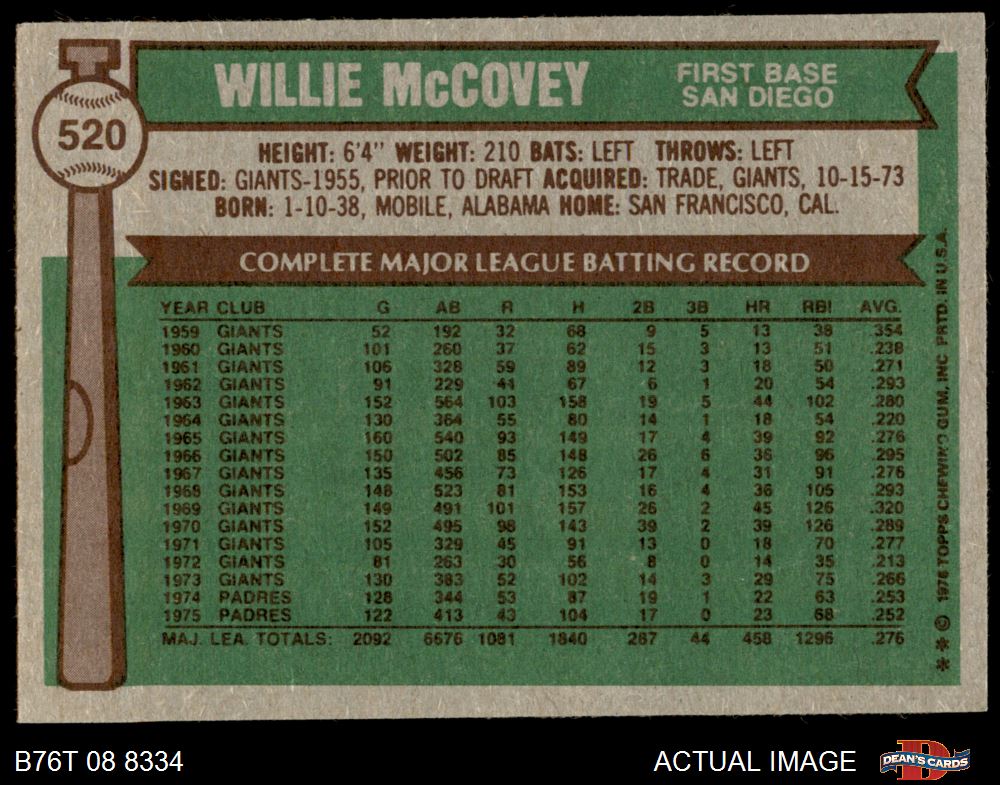 520
WILLIE McCOVEY
FIRST BASE
SAN DIEGO
HEIGHT: 6'4" WEIGHT: 210 BATS: LEFT THROWS: LEFT
SIGNED: GIANTS-1955, PRIOR TO DRAFT ACQUIRED: TRADE, GIANTS, 10-15-73
BORN: 1-10-38, MOBILE, ALABAMA HOME: SAN FRANCISCO, CAL.
COMPLETE MAJOR LEAGUE BATTING RECORD
YEAR CLUB G AB R H 2B 3B HR RBI AVG.
1959 GIANTS 52 192 32 68 9 5 13 38 .354
1960 GIANTS 101 260 37 62 15 3 13 51 .238
1961 GIANTS 106 328 59 89 12 3 18 50 .271
1962 GIANTS 91 229 41 67 6 1 20 54 .293
1963 GIANTS 152 564 103 158 19 5 44 102 .280
1964 GIANTS 130 364 55 80 14 1 18 54 .220
1965 GIANTS 160 540 93 149 17 4 39 92 .276
1966 GIANTS 150 502 85 148 26 6 36 96 .295
1967 GIANTS 135 456 73 126 17 4 31 91 .276
1968 GIANTS 148 523 81 153 16 4 36 105 .293
1969 GIANTS 149 491 101 157 26 2 45 126 .320
1970 GIANTS 152 495 98 143 39 2 39 126 .289
1971 GIANTS 105 329 45 91 13 0 18 70 .277
1972 GIANTS 81 263 30 56 8 0 14 35 .213
1973 GIANTS 130 383 52 102 14 3 29 75 .266
1974 PADRES 128 344 53 87 19 1 22 63 .253
1975 PADRES 122 413 43 104 17 0 23 68 .252
MAJ. LEA. TOTALS: 2092 6676 1081 1840 287 44 458 1296 .276
* * © 1976 TOPPS CHEWING GUM, INC. PRTD. IN U.S.A.
B76T 08 8334
ACTUAL IMAGE
DEAN'S CARDS